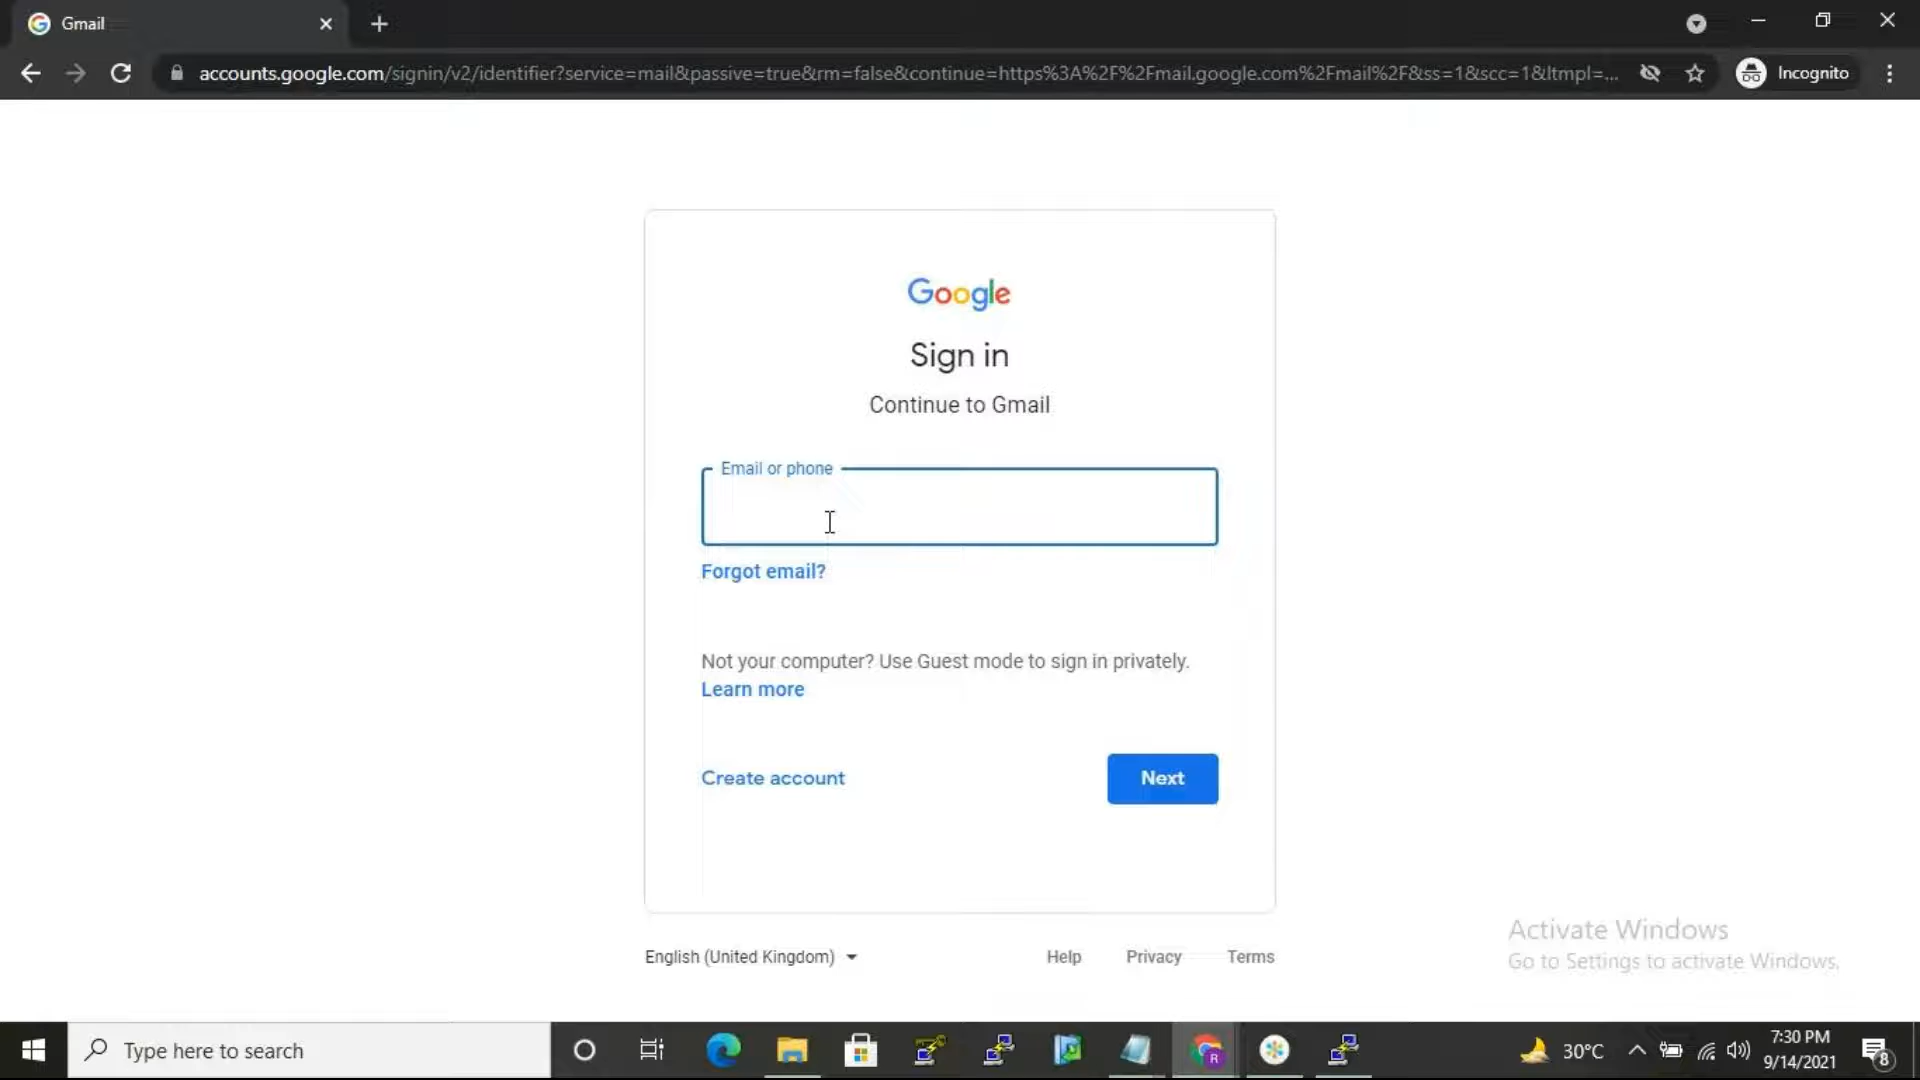 Gmail
accounts.google.com/signin/v2/identifier?service=mail&passive=true&rm=false&continue=https%3A%2F%2Fmail.google.com%2Fmail%2F&ss=1&scc=1&ltmpl=...
Incognito
Google
Sign in
Continue to Gmail
Email or phone
Forgot email?
Not your computer? Use Guest mode to sign in privately.
Learn more
Create account
Next
English (United Kingdom)
Help
Privacy
Terms
Activate Windows
Go to Settings to activate Windows.
Type here to search
R
30°C
7:30 PM
9/14/2021
8